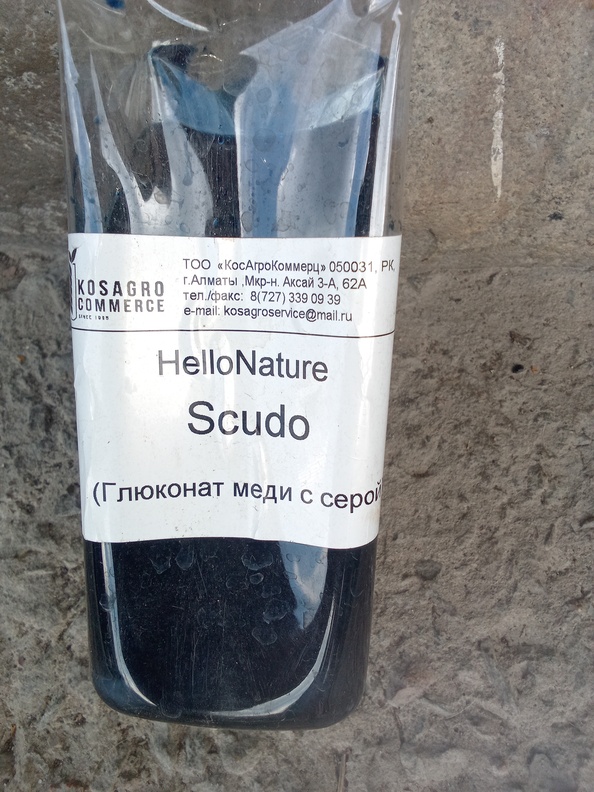 KOSAGRO
COMMERCE
SINCE 1995
ТОО «КосАгроКоммерц» 050031, РК,
г.Алматы ,Мкр-н. Аксай 3-А, 62А
тел./факс: 8(727) 339 09 39
e-mail: kosagroservice@mail.ru
HelloNature
Scudo
(Глюконат меди с серой